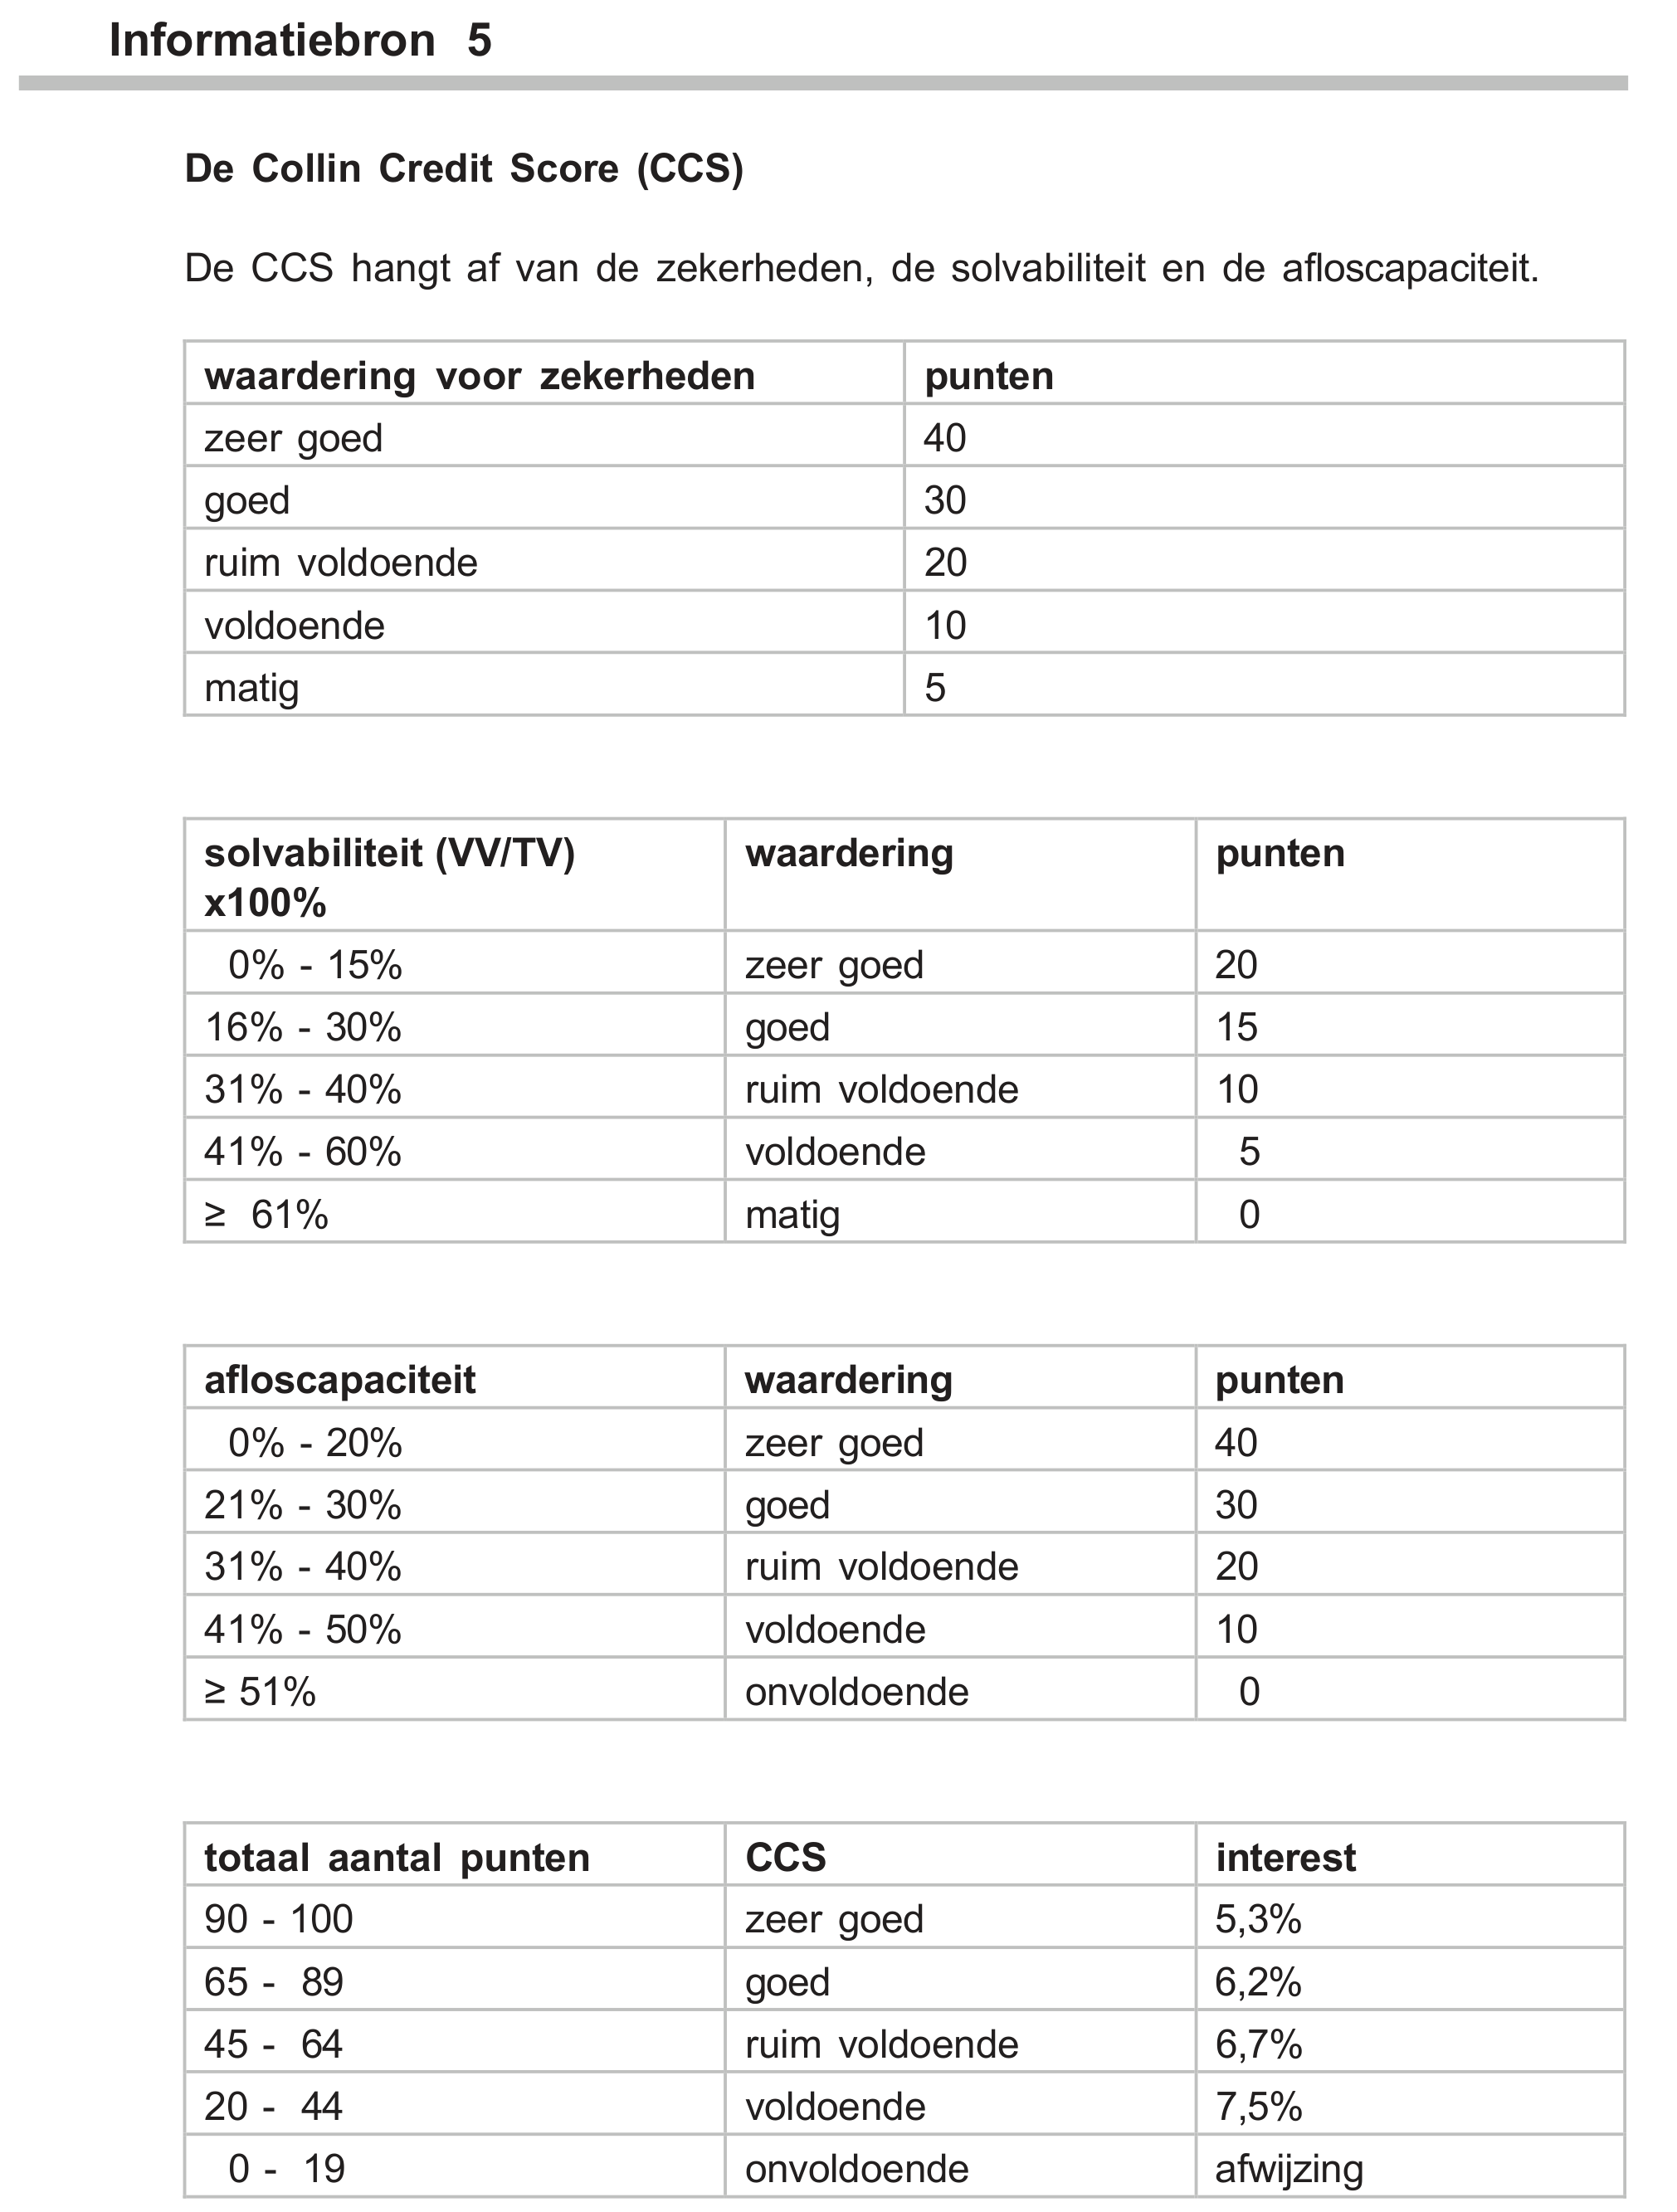 Informatiebron 5
De Collin Credit Score (CCS)
De CCS hangt af van de zekerheden, de solvabiliteit en de afloscapaciteit.
waardering voor zekerheden punten
zeer goed 40
goed 30
ruim voldoende 20
voldoende 10
matig 5
solvabiliteit (VV/TV) waardering punten
x100%
0% - 15% zeer goed 20
16% - 30% goed 15
31% - 40% ruim voldoende 10
41% - 60% voldoende 5
≥ 61% matig 0
afloscapaciteit waardering punten
0% - 20% zeer goed 40
21% - 30% goed 30
31% - 40% ruim voldoende 20
41% - 50% voldoende 10
≥ 51% onvoldoende 0
totaal aantal punten CCS interest
90 - 100 zeer goed 5,3%
65 - 89 goed 6,2%
45 - 64 ruim voldoende 6,7%
20 - 44 voldoende 7,5%
0 - 19 onvoldoende afwijzing